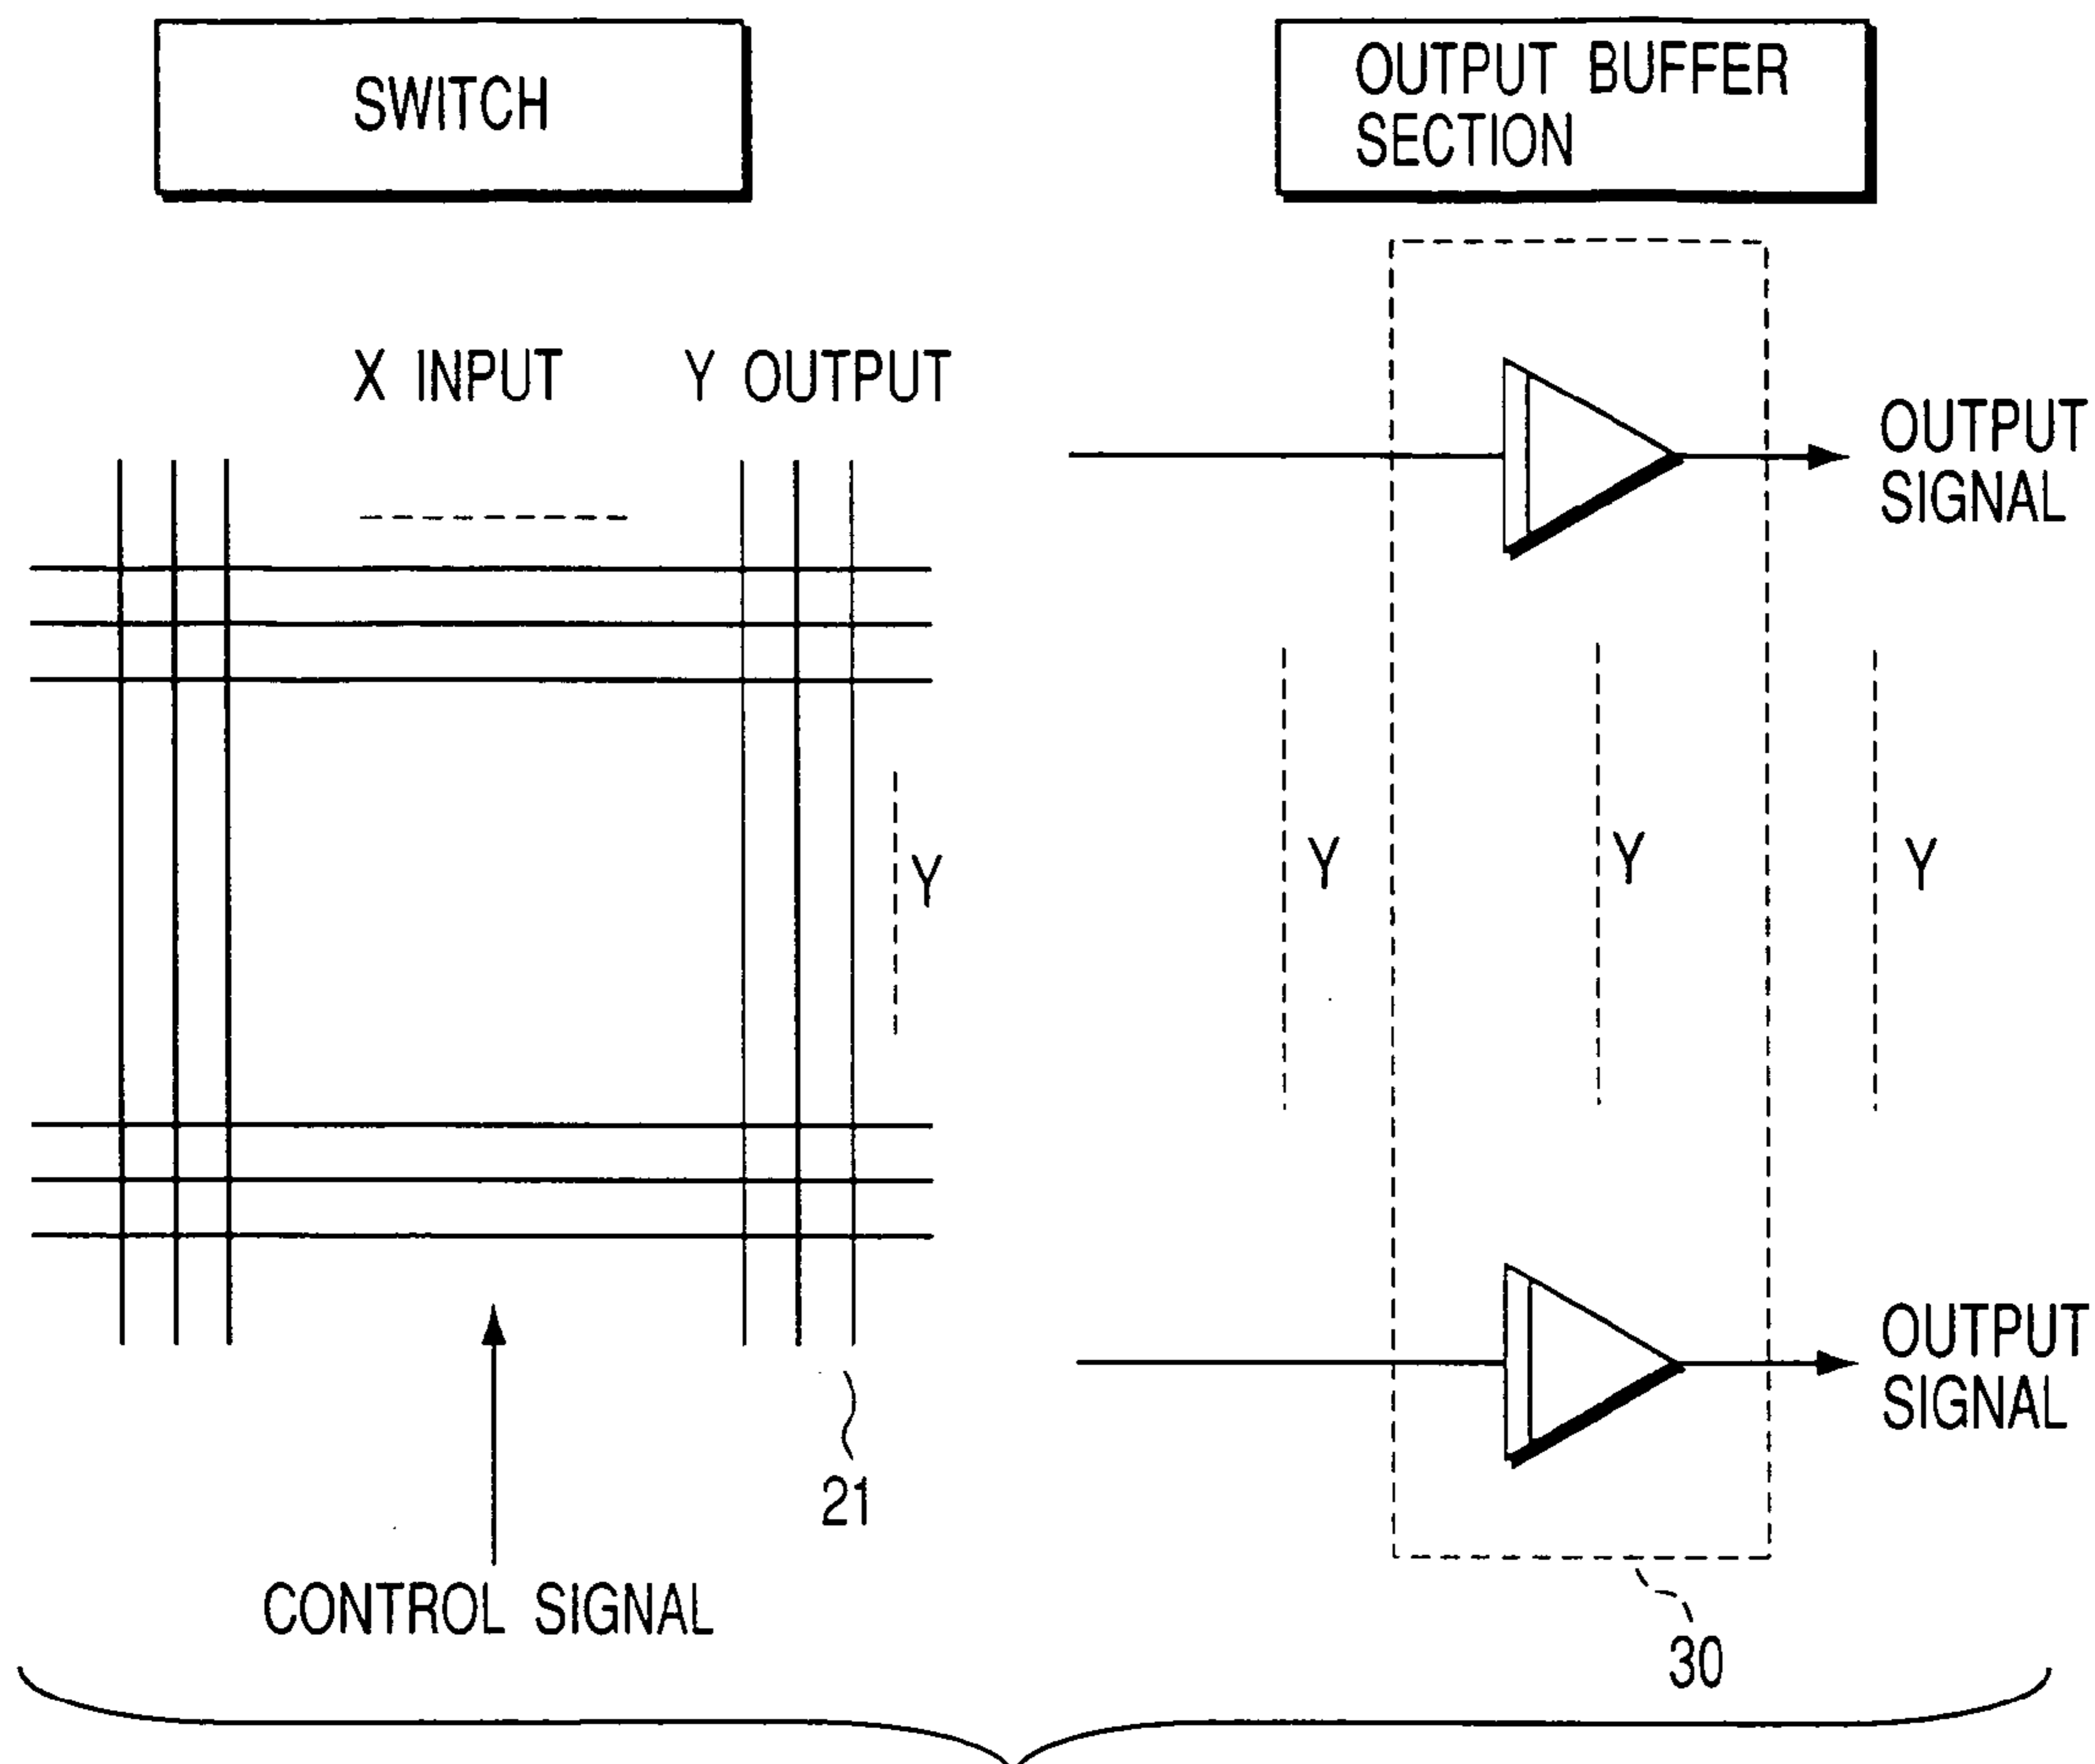 SWITCH
OUTPUT BUFFER
SECTION
X INPUT
Y OUTPUT
OUTPUT
SIGNAL
Y
Y
Y
Y
OUTPUT
SIGNAL
21
CONTROL SIGNAL
30